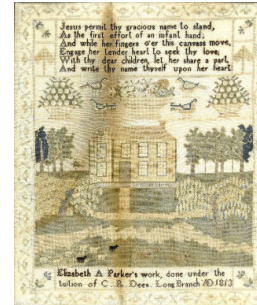 Jesus permit thy gracious name to stand,
As the first effort of an infant hand;
And while her fingers o'er this canvass move,
Engage her tender heart to seek thy love;
With thy dear children, let her share a part,
And write thy name thyself upon her heart
Elizabeth A Parker's work, done under the
tuition of C. B. Deen. Long Branch AD 1813